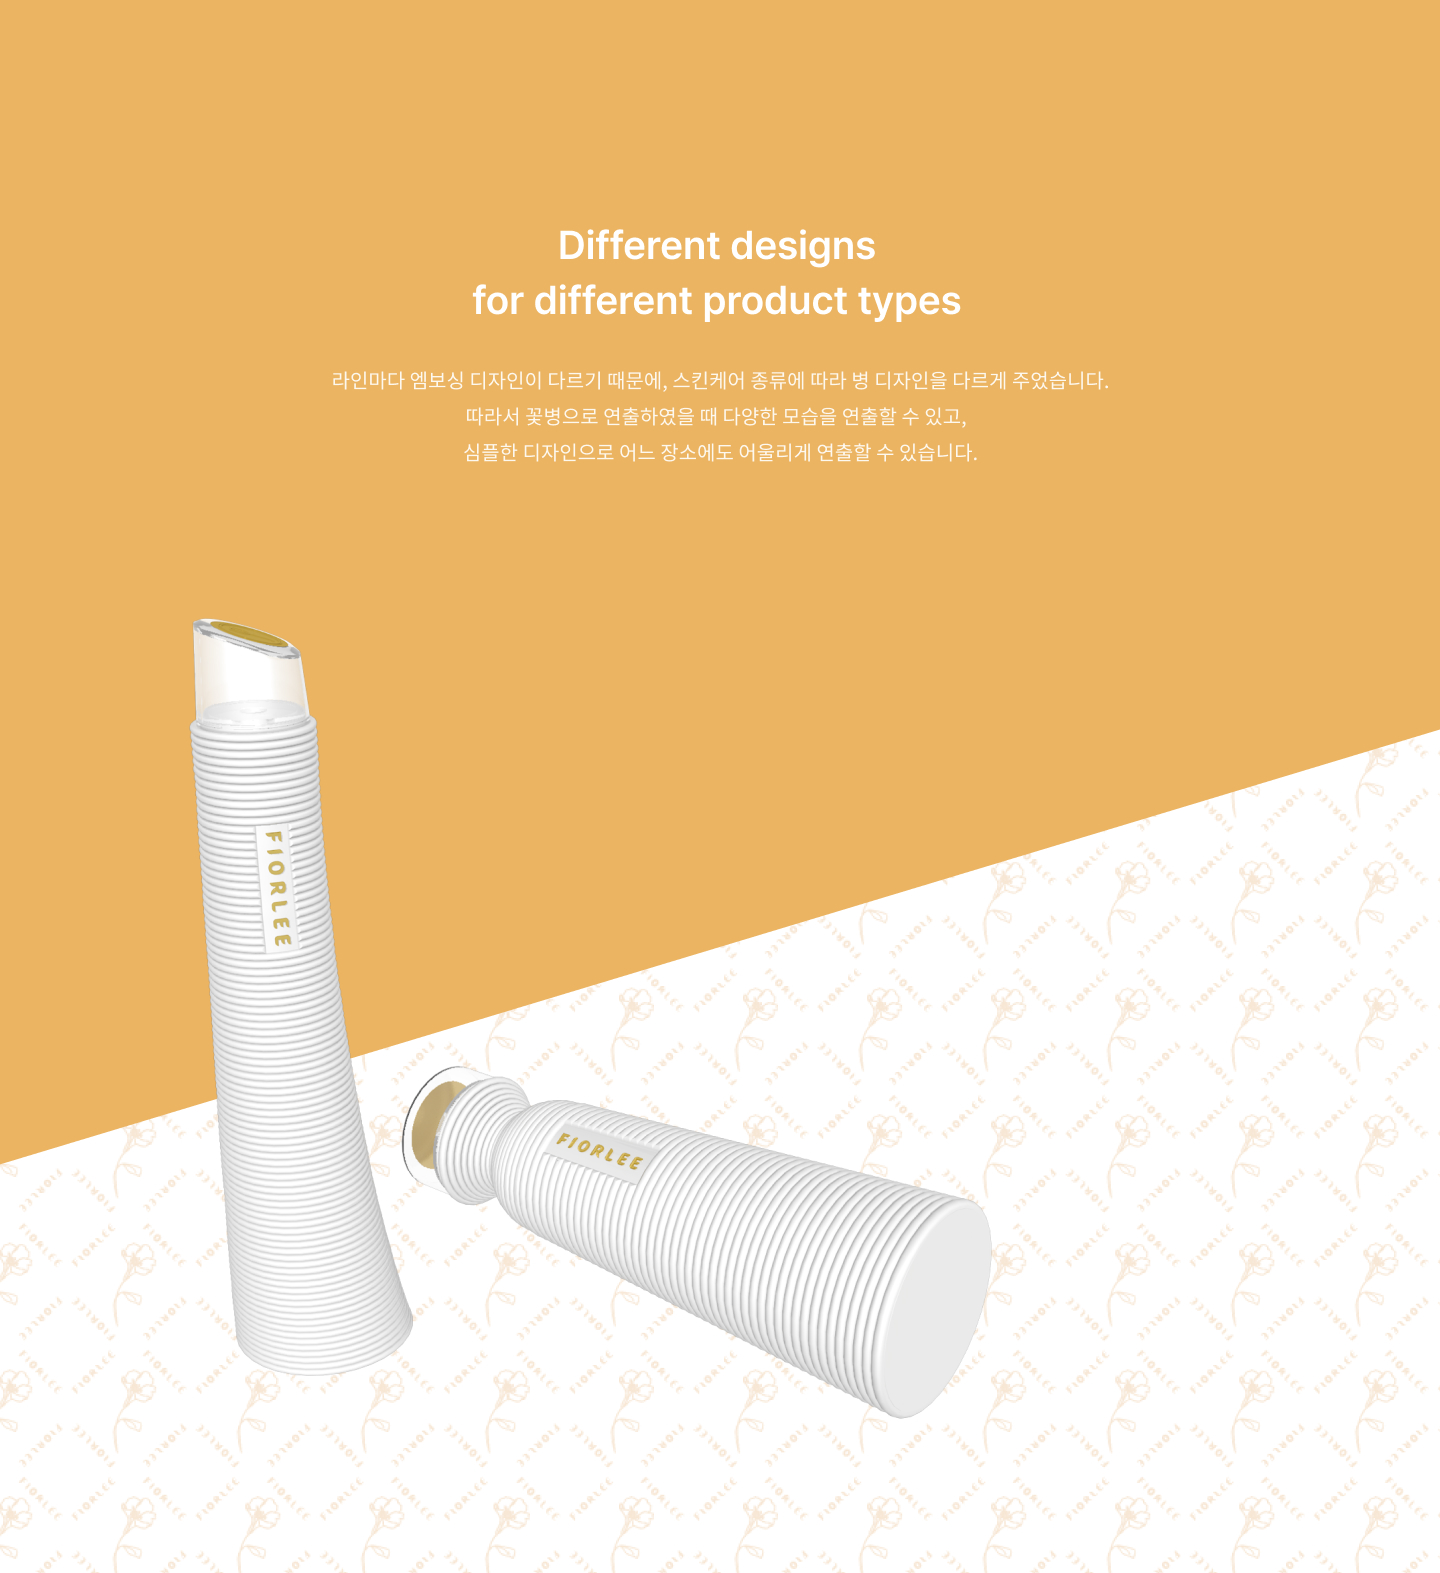 Different designs
for different product types
라인마다 엠보싱 디자인이 다르기 때문에, 스킨케어 종류에 따라 병 디자인을 다르게 주었습니다.
따라서 꽃병으로 연출하였을 때 다양한 모습을 연출할 수 있고,
심플한 디자인으로 어느 장소에도 어울리게 연출할 수 있습니다.
FIORLEE
FIORLEE